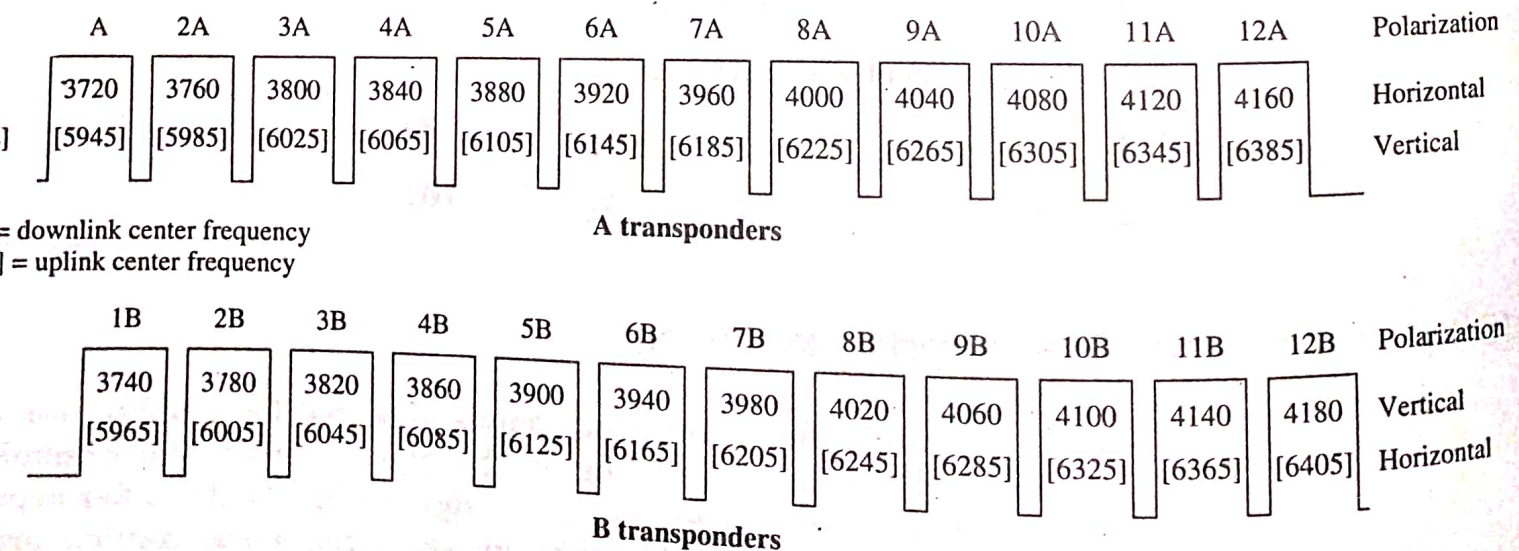 A 2A 3A 4A 5A 6A 7A 8A 9A 10A 11A 12A Polarization
3720 3760 3800 3840 3880 3920 3960 4000 4040 4080 4120 4160 Horizontal
] [5945] [5985] [6025] [6065] [6105] [6145] [6185] [6225] [6265] [6305] [6345] [6385] Vertical
= downlink center frequency
] = uplink center frequency
A transponders
1B 2B 3B 4B 5B 6B 7B 8B 9B 10B 11B 12B Polarization
3740 3780 3820 3860 3900 3940 3980 4020 4060 4100 4140 4180 Vertical
[5965] [6005] [6045] [6085] [6125] [6165] [6205] [6245] [6285] [6325] [6365] [6405] Horizontal
B transponders